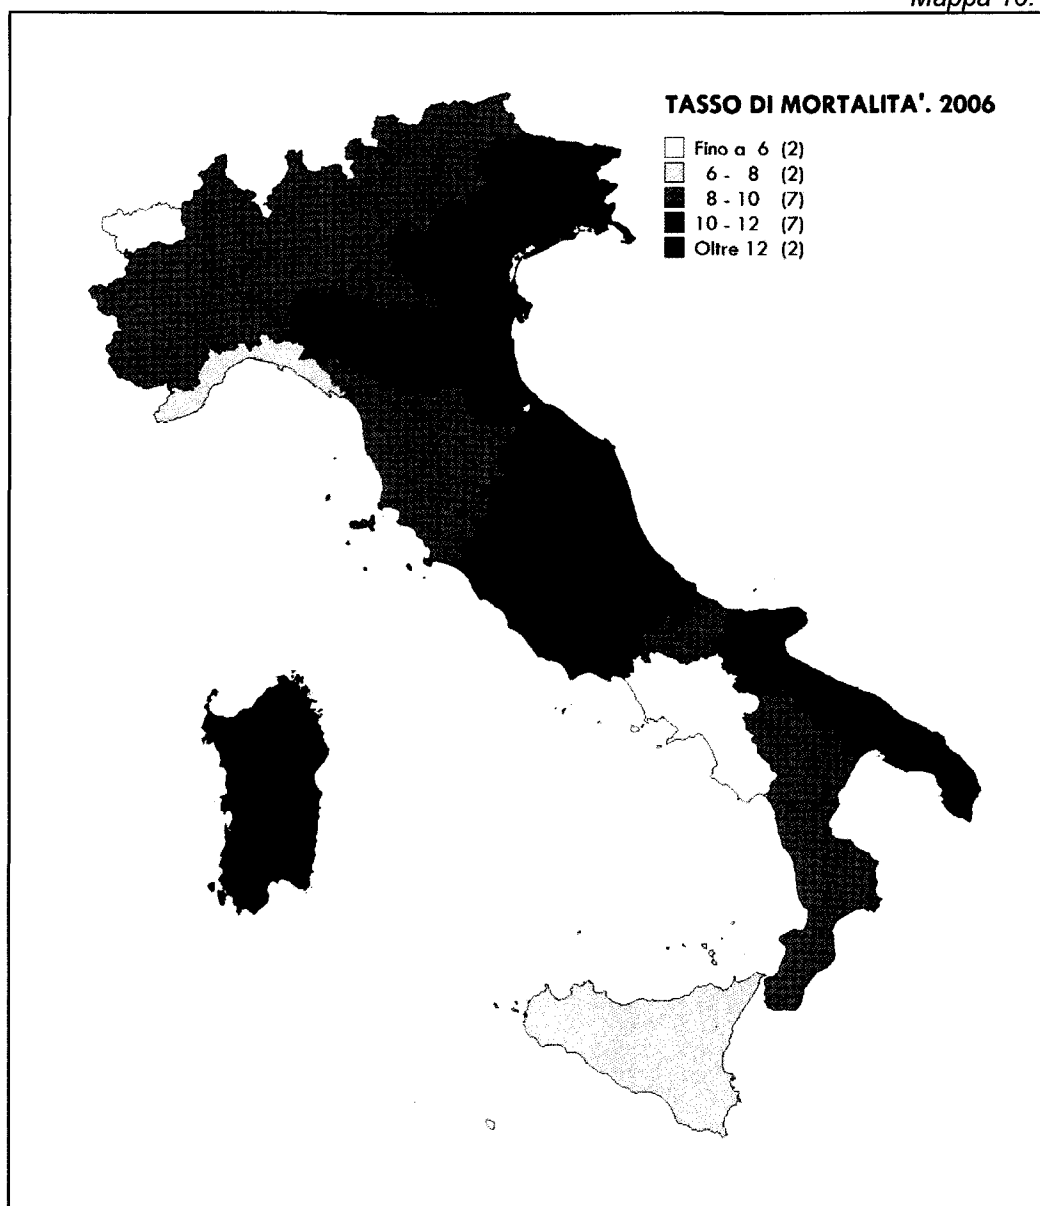 Mappa 10.
TASSO DI MORTALITA'. 2006
Fino a 6 (2)
6 - 8 (2)
8 - 10 (7)
10 - 12 (7)
Oltre 12 (2)